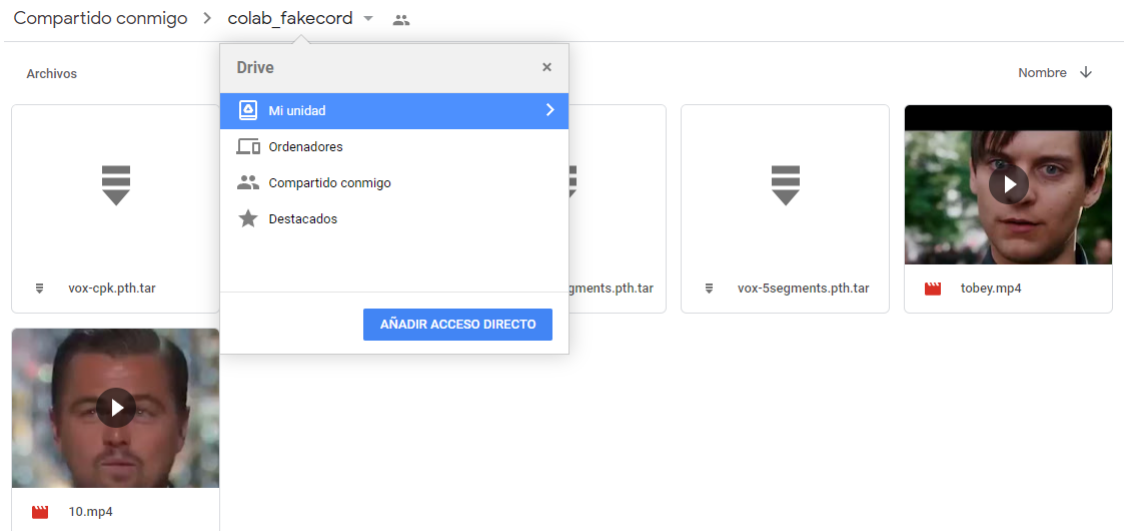 Compartido conmigo > colab_fakecord
Archivos
Nombre
Drive ×
Mi unidad
Ordenadores
Compartido conmigo
Destacados
AÑADIR ACCESO DIRECTO
vox-cpk.pth.tar
gments.pth.tar
vox-5segments.pth.tar
tobey.mp4
10.mp4